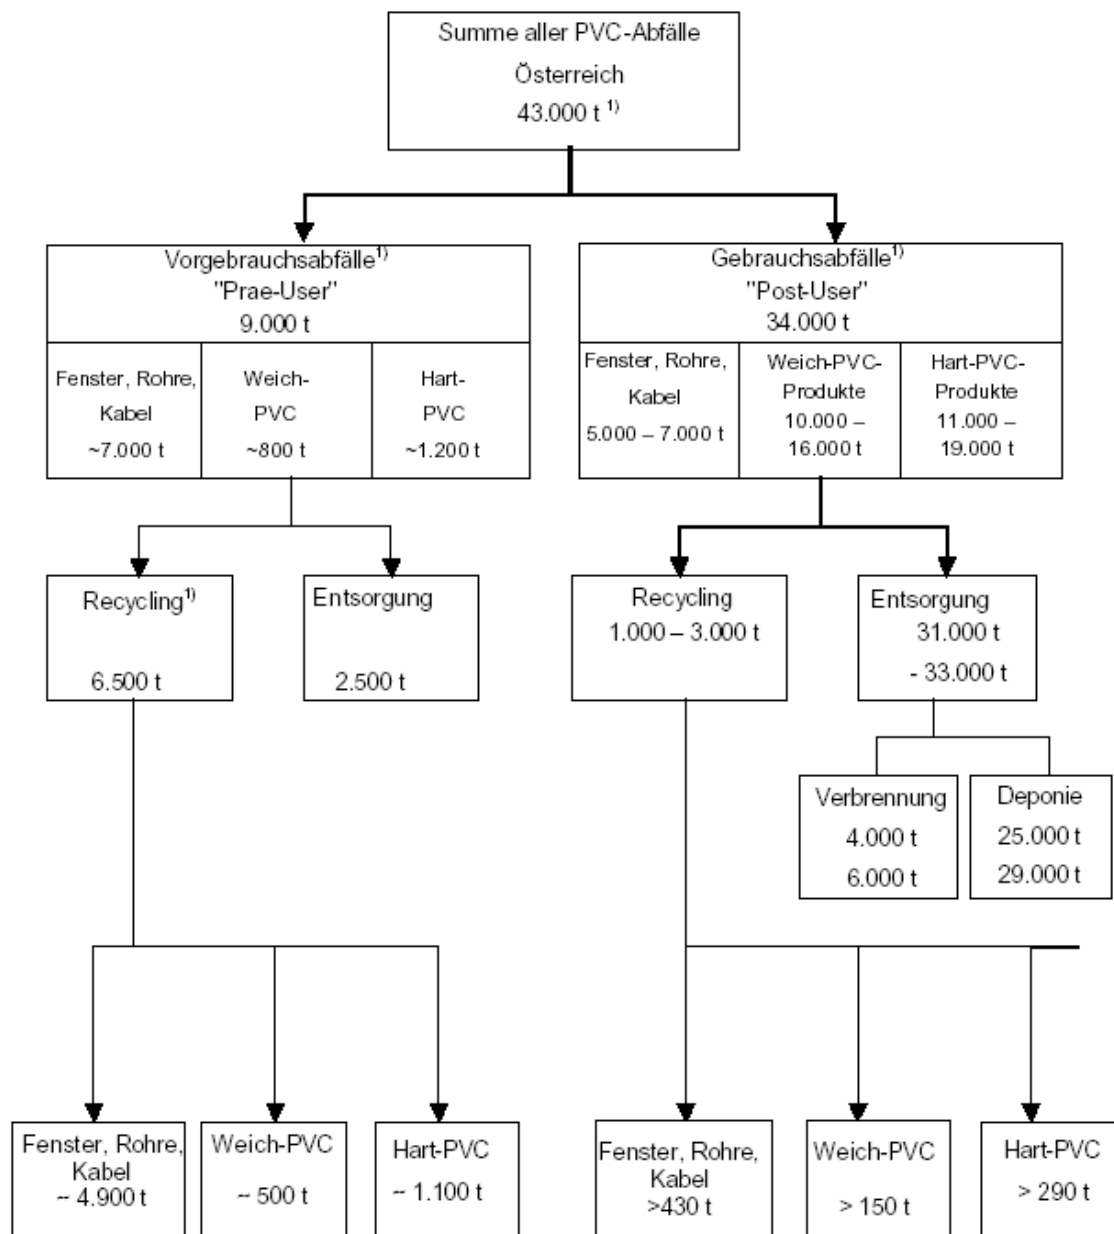 Summe aller PVC-Abfälle
Österreich
43.000 t 1)
Vorgebrauchsabfälle1)
"Prae-User"
9.000 t
Fenster, Rohre,
Kabel
~7.000 t
Weich-
PVC
~800 t
Hart-
PVC
~1.200 t
Gebrauchsabfälle1)
"Post-User"
34.000 t
Fenster, Rohre,
Kabel
5.000 – 7.000 t
Weich-PVC-
Produkte
10.000 –
16.000 t
Hart-PVC-
Produkte
11.000 –
19.000 t
Recycling1)
6.500 t
Entsorgung
2.500 t
Recycling
1.000 – 3.000 t
Entsorgung
31.000 t
- 33.000 t
Verbrennung
4.000 t
6.000 t
Deponie
25.000 t
29.000 t
Fenster, Rohre,
Kabel
~ 4.900 t
Weich-PVC
~ 500 t
Hart-PVC
~ 1.100 t
Fenster, Rohre,
Kabel
>430 t
Weich-PVC
> 150 t
Hart-PVC
> 290 t